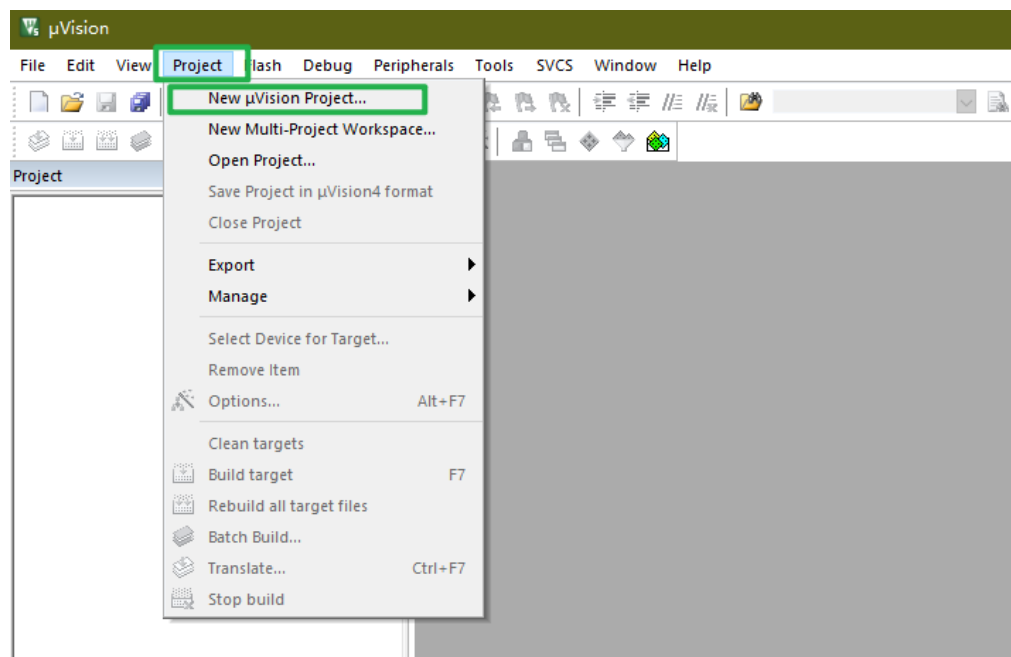 µVision
File Edit View Project Flash Debug Peripherals Tools SVCS Window Help
Project
New µVision Project...
New Multi-Project Workspace...
Open Project...
Save Project in µVision4 format
Close Project
Export
Manage
Select Device for Target...
Remove Item
Options... Alt+F7
Clean targets
Build target F7
Rebuild all target files
Batch Build...
Translate... Ctrl+F7
Stop build